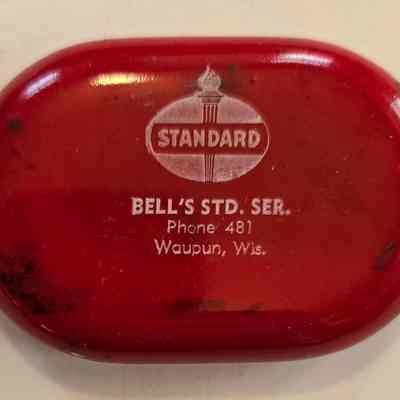 STANDARD
BELL'S STD. SER.
Phone 481
Waupun, Wis.